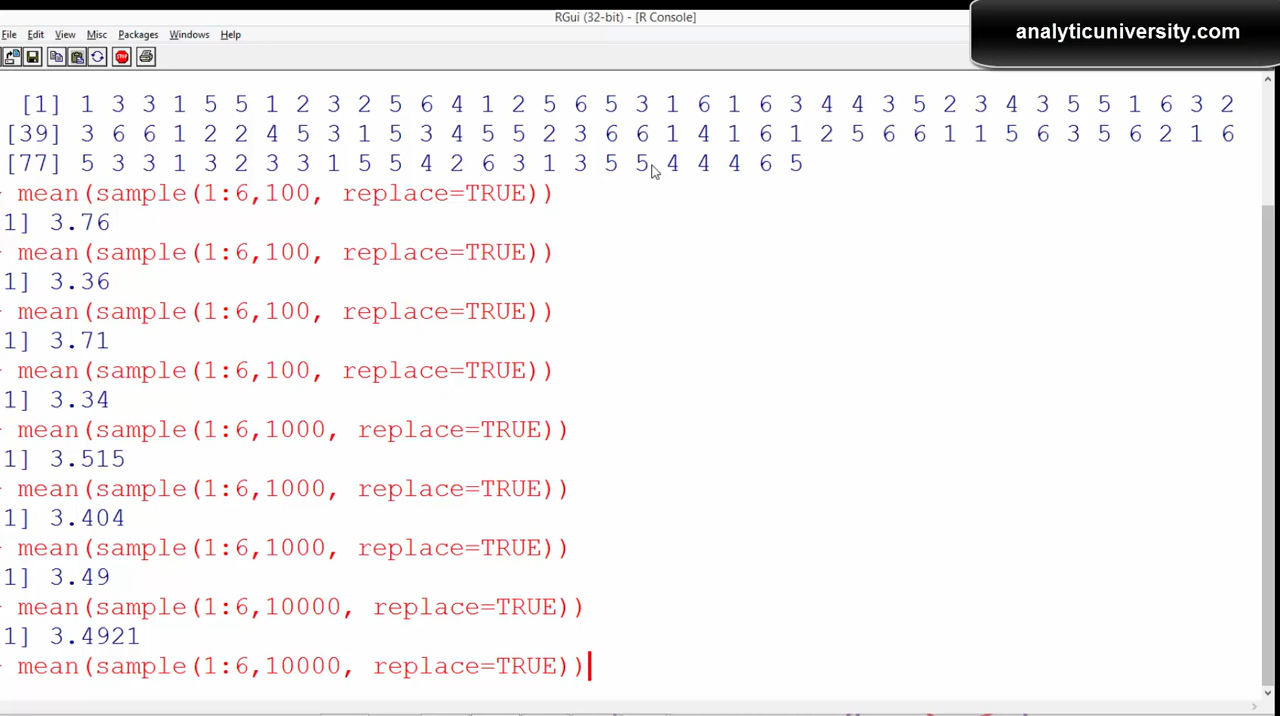 RGui (32-bit) - [R Console]
analyticuniversity.com
File Edit View Misc Packages Windows Help
STOP
[1] 1 3 3 1 5 5 1 2 3 2 5 6 4 1 2 5 6 5 3 1 6 1 6 3 4 4 3 5 2 3 4 3 5 5 1 6 3 2
[39] 3 6 6 1 2 2 4 5 3 1 5 3 4 5 5 2 3 6 6 1 4 1 6 1 2 5 6 6 1 1 5 6 3 5 6 2 1 6
[77] 5 3 3 1 3 2 3 3 1 5 5 4 2 6 3 1 3 5 5 4 4 4 6 5
mean(sample(1:6,100, replace=TRUE))
1] 3.76
mean(sample(1:6,100, replace=TRUE))
1] 3.36
mean(sample(1:6,100, replace=TRUE))
1] 3.71
mean(sample(1:6,100, replace=TRUE))
1] 3.34
mean(sample(1:6,1000, replace=TRUE))
1] 3.515
mean(sample(1:6,1000, replace=TRUE))
1] 3.404
mean(sample(1:6,1000, replace=TRUE))
1] 3.49
mean(sample(1:6,10000, replace=TRUE))
1] 3.4921
mean(sample(1:6,10000, replace=TRUE))